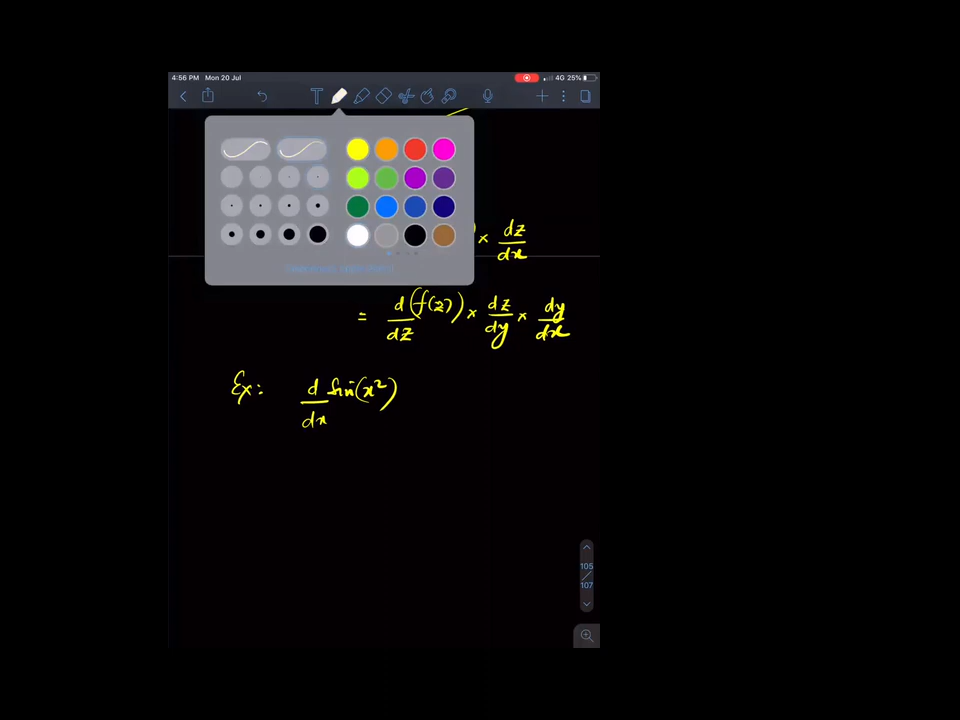 4:56 PM Mon 20 Jul 4G 25%
T
) × dz/dx
= d/dz (f(z)) × dz/dy × dy/dx
Ex: d/dx sin(x²)
105
107